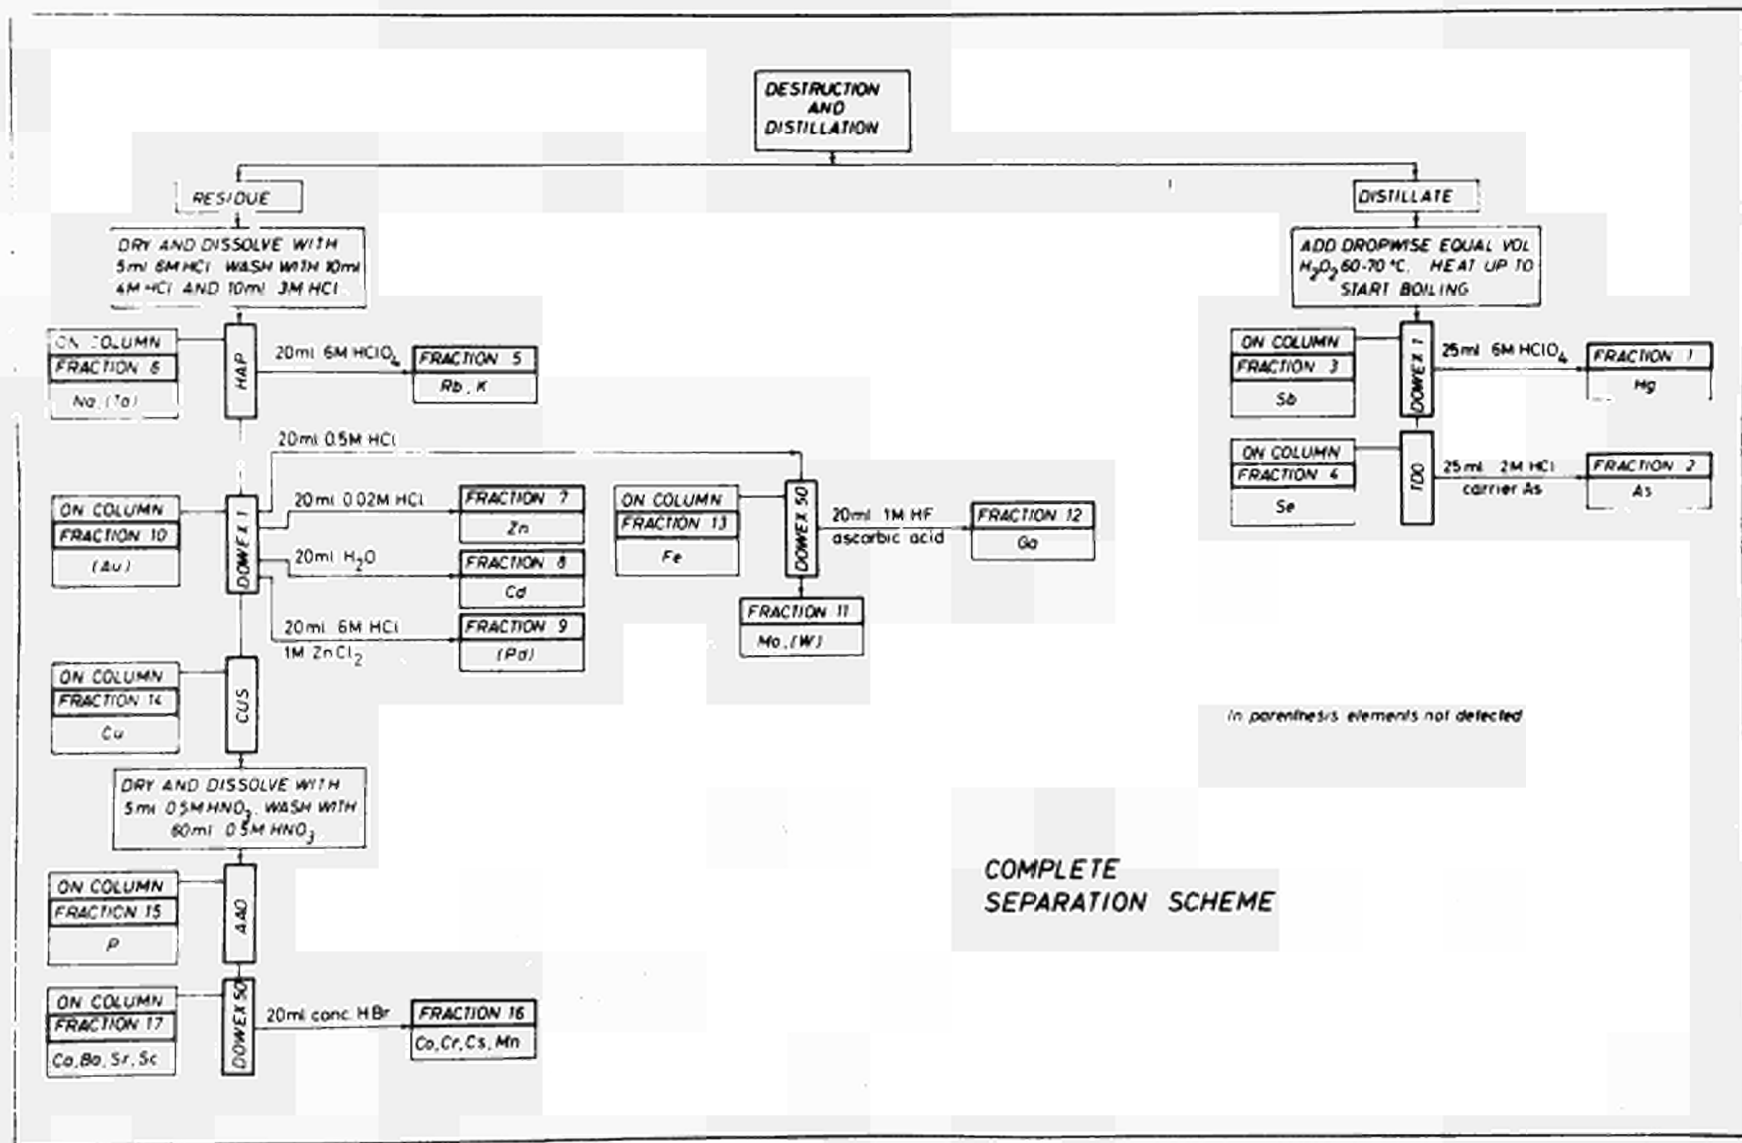 DESTRUCTION
AND
DISTILLATION
RESIDUE
DRY AND DISSOLVE WITH
5ml 6M HCl WASH WITH 10ml
4M HCl AND 10ml 3M HCl
ON COLUMN
FRACTION 6
Na, (Ta)
HAP
20ml 6M HClO4
FRACTION 5
Rb, K
20ml 0.5M HCl
ON COLUMN
FRACTION 10
(Au)
DOWEX 1
20ml 0.02M HCl
FRACTION 7
Zn
20ml H2O
FRACTION 8
Cd
20ml 6M HCl
1M ZnCl2
FRACTION 9
(Pd)
ON COLUMN
FRACTION 13
Fe
DOWEX 50
20ml 1M HF
ascorbic acid
FRACTION 12
Ga
FRACTION 11
Mo, (W)
ON COLUMN
FRACTION 14
Cu
CUS
DRY AND DISSOLVE WITH
5ml 0.5M HNO3. WASH WITH
60ml 0.5M HNO3
ON COLUMN
FRACTION 15
P
AAO
ON COLUMN
FRACTION 17
Ca, Ba, Sr, Sc
DOWEX 50
20ml conc. HBr
FRACTION 16
Co, Cr, Cs, Mn
DISTILLATE
ADD DROPWISE EQUAL VOL
H2O2 60-70 °C. HEAT UP TO
START BOILING
ON COLUMN
FRACTION 3
Sb
DOWEX 1
25ml 6M HClO4
FRACTION 1
Hg
ON COLUMN
FRACTION 4
Se
TDO
25ml 2M HCl
carrier As
FRACTION 2
As
In parenthesis elements not detected
COMPLETE
SEPARATION SCHEME